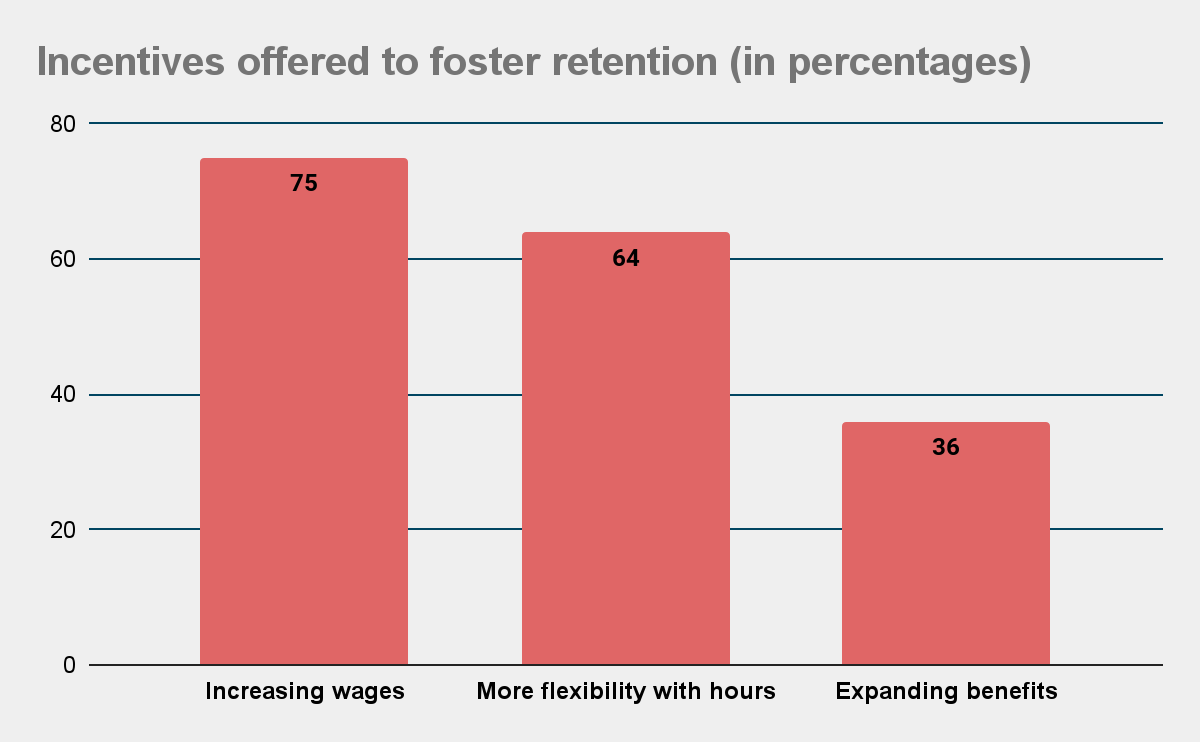 Incentives offered to foster retention (in percentages)
80
75
64
60
40
36
20
0
Increasing wages
More flexibility with hours
Expanding benefits